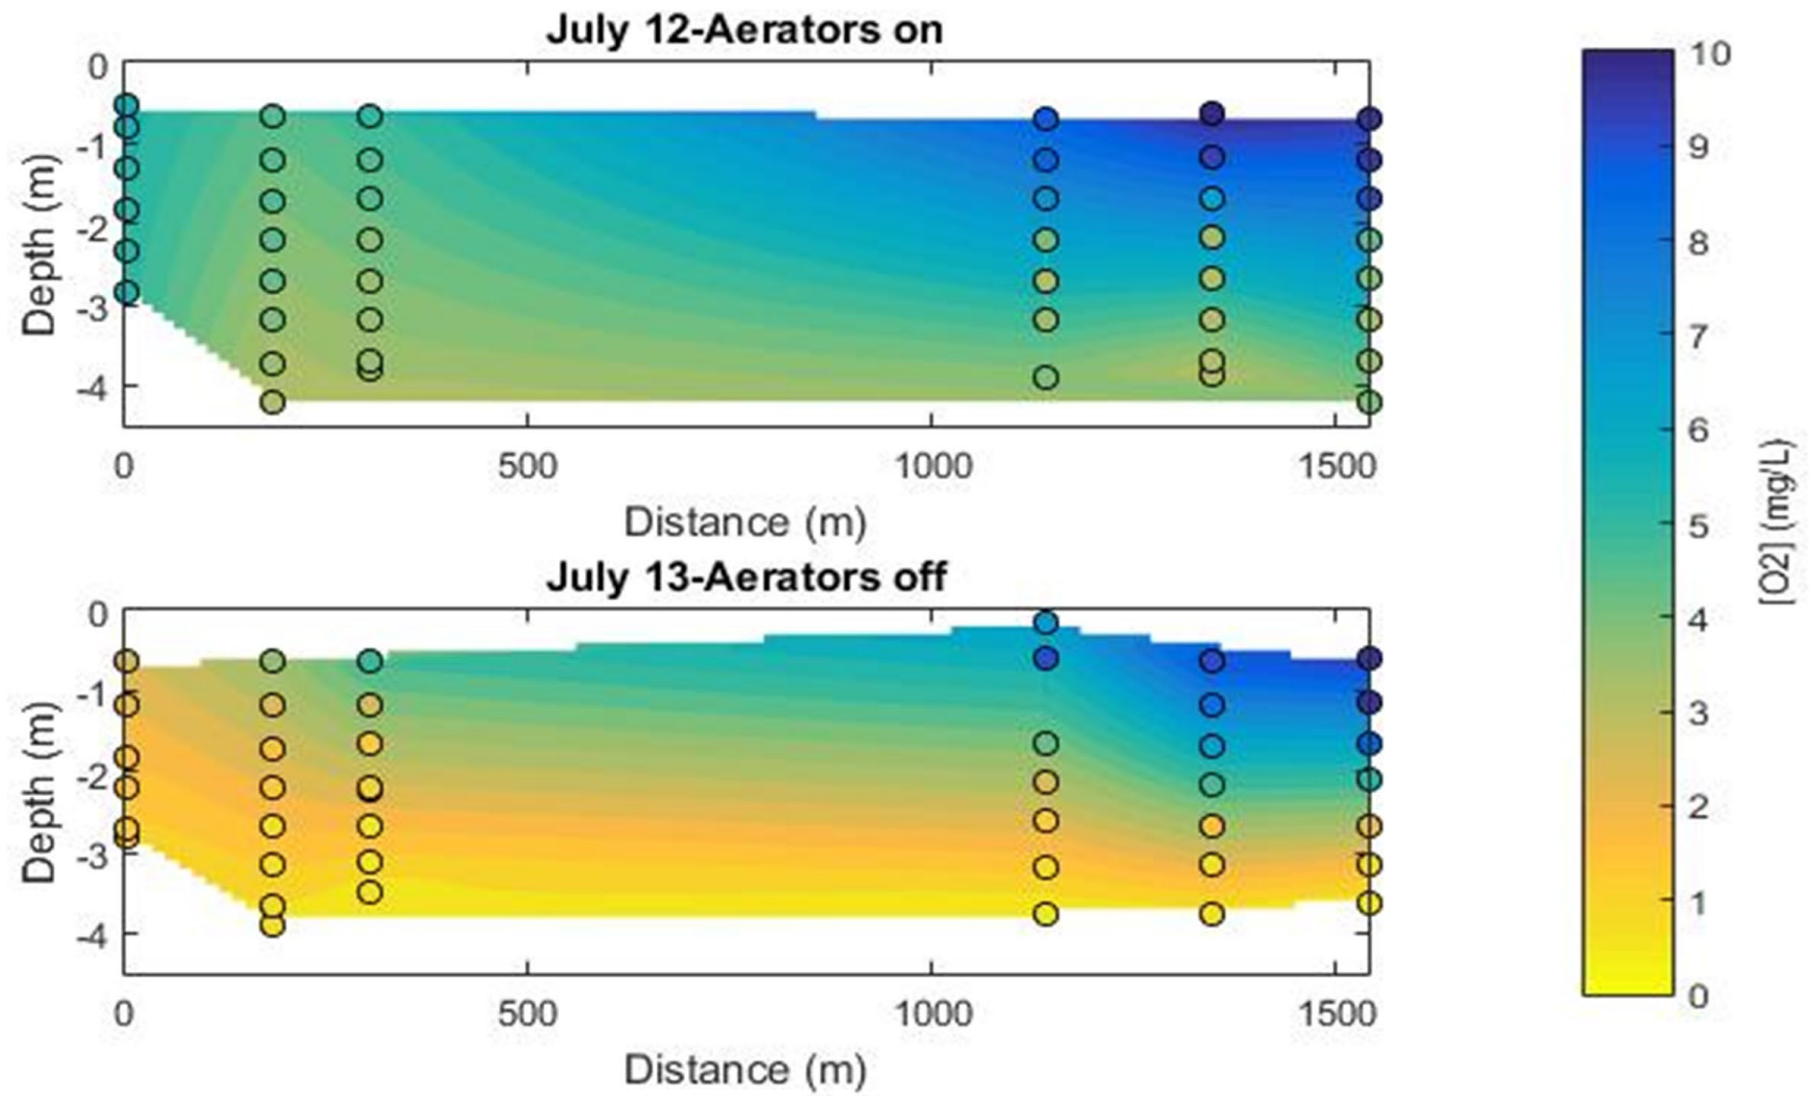 July 12-Aerators on
0
-1
-2
-3
-4
Depth (m)
0 500 1000 1500
Distance (m)
July 13-Aerators off
0
-1
-2
-3
-4
Depth (m)
0 500 1000 1500
Distance (m)
10
9
8
7
6
5
4
3
2
1
0
[O2] (mg/L)